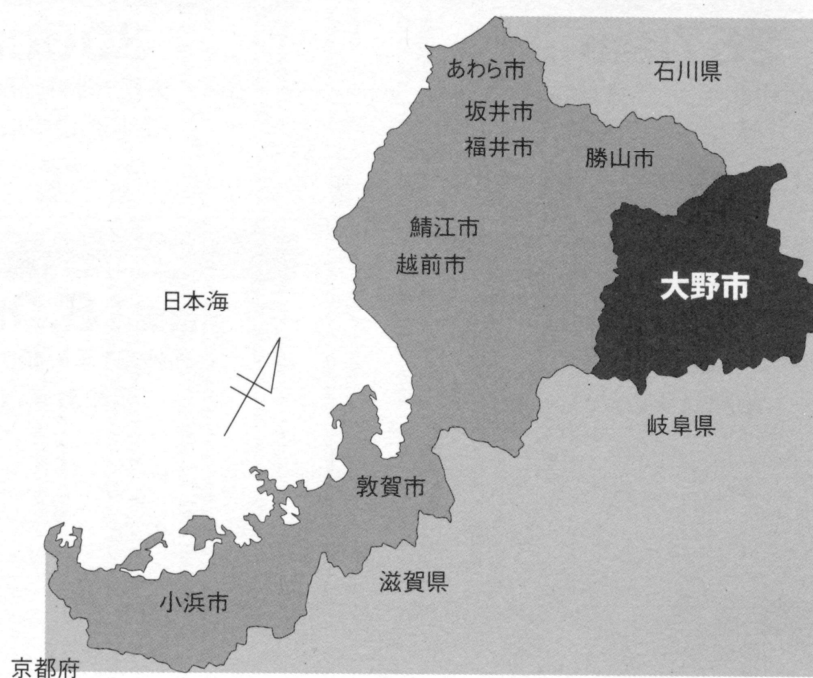 あわら市
石川県
坂井市
福井市
勝山市
鯖江市
越前市
大野市
日本海
岐阜県
敦賀市
滋賀県
小浜市
京都府